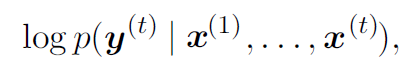 log p(y^{(t)} | x^{(1)}, . . . , x^{(t)}),